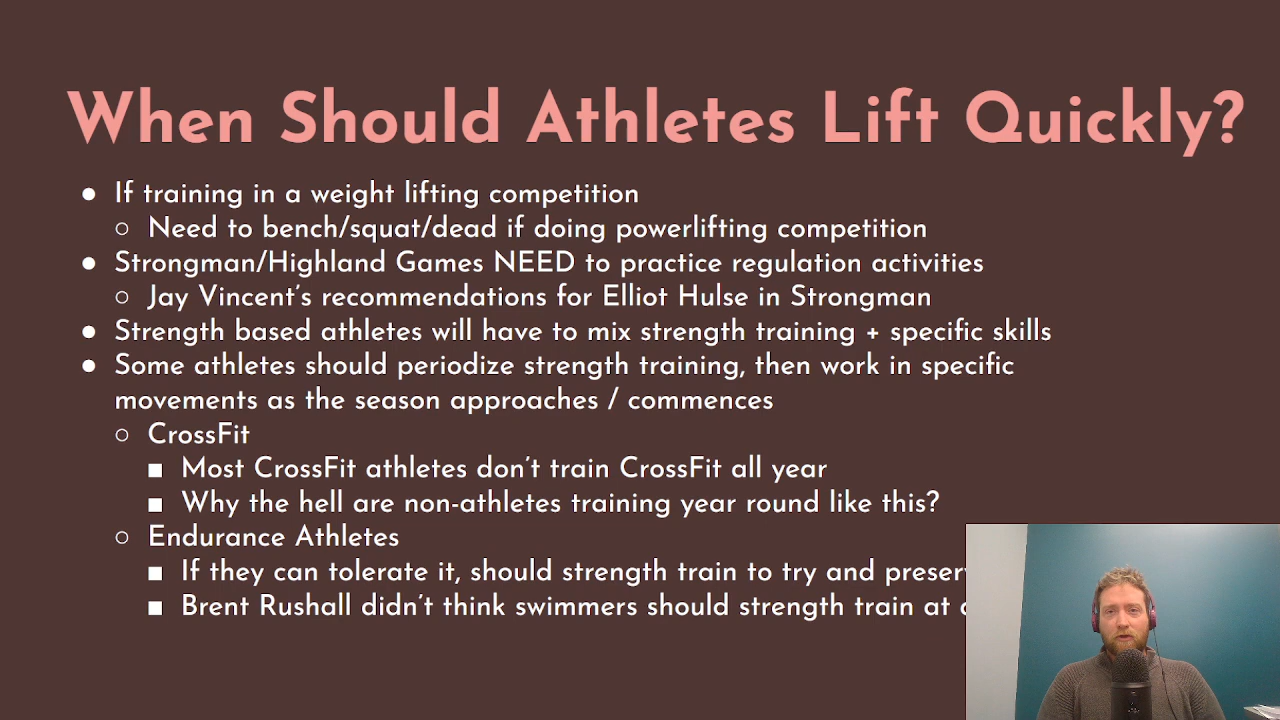 When Should Athletes Lift Quickly?
● If training in a weight lifting competition
○ Need to bench/squat/dead if doing powerlifting competition
● Strongman/Highland Games NEED to practice regulation activities
○ Jay Vincent's recommendations for Elliot Hulse in Strongman
● Strength based athletes will have to mix strength training + specific skills
● Some athletes should periodize strength training, then work in specific
movements as the season approaches / commences
○ CrossFit
■ Most CrossFit athletes don't train CrossFit all year
■ Why the hell are non-athletes training year round like this?
○ Endurance Athletes
■ If they can tolerate it, should strength train to try and
■ Brent Rushall didn't think swimmers should strength train at